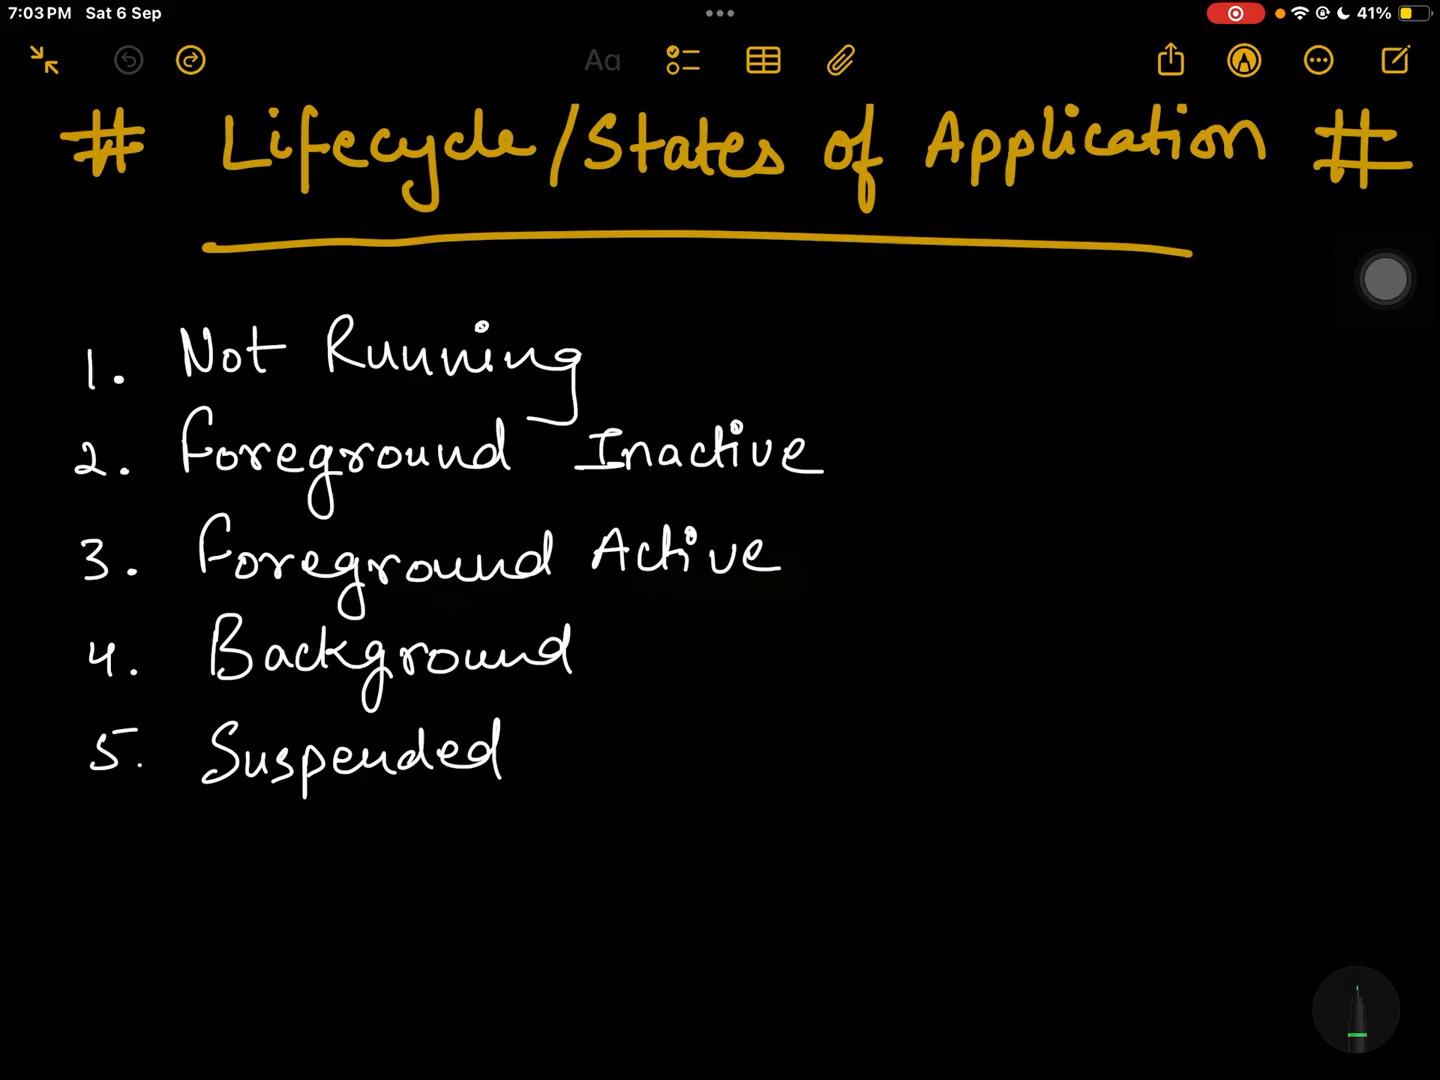 7:03 PM Sat 6 Sep 41%
Aa
# Lifecycle/States of Application #
1. Not Running
2. Foreground Inactive
3. Foreground Active
4. Background
5. Suspended